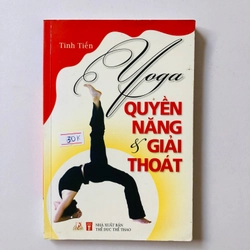 Tinh Tiến
Yoga
QUYỀN
NĂNG
& GIẢI
THOÁT
30K
NHÀ XUẤT BẢN
THỂ DỤC THỂ THAO